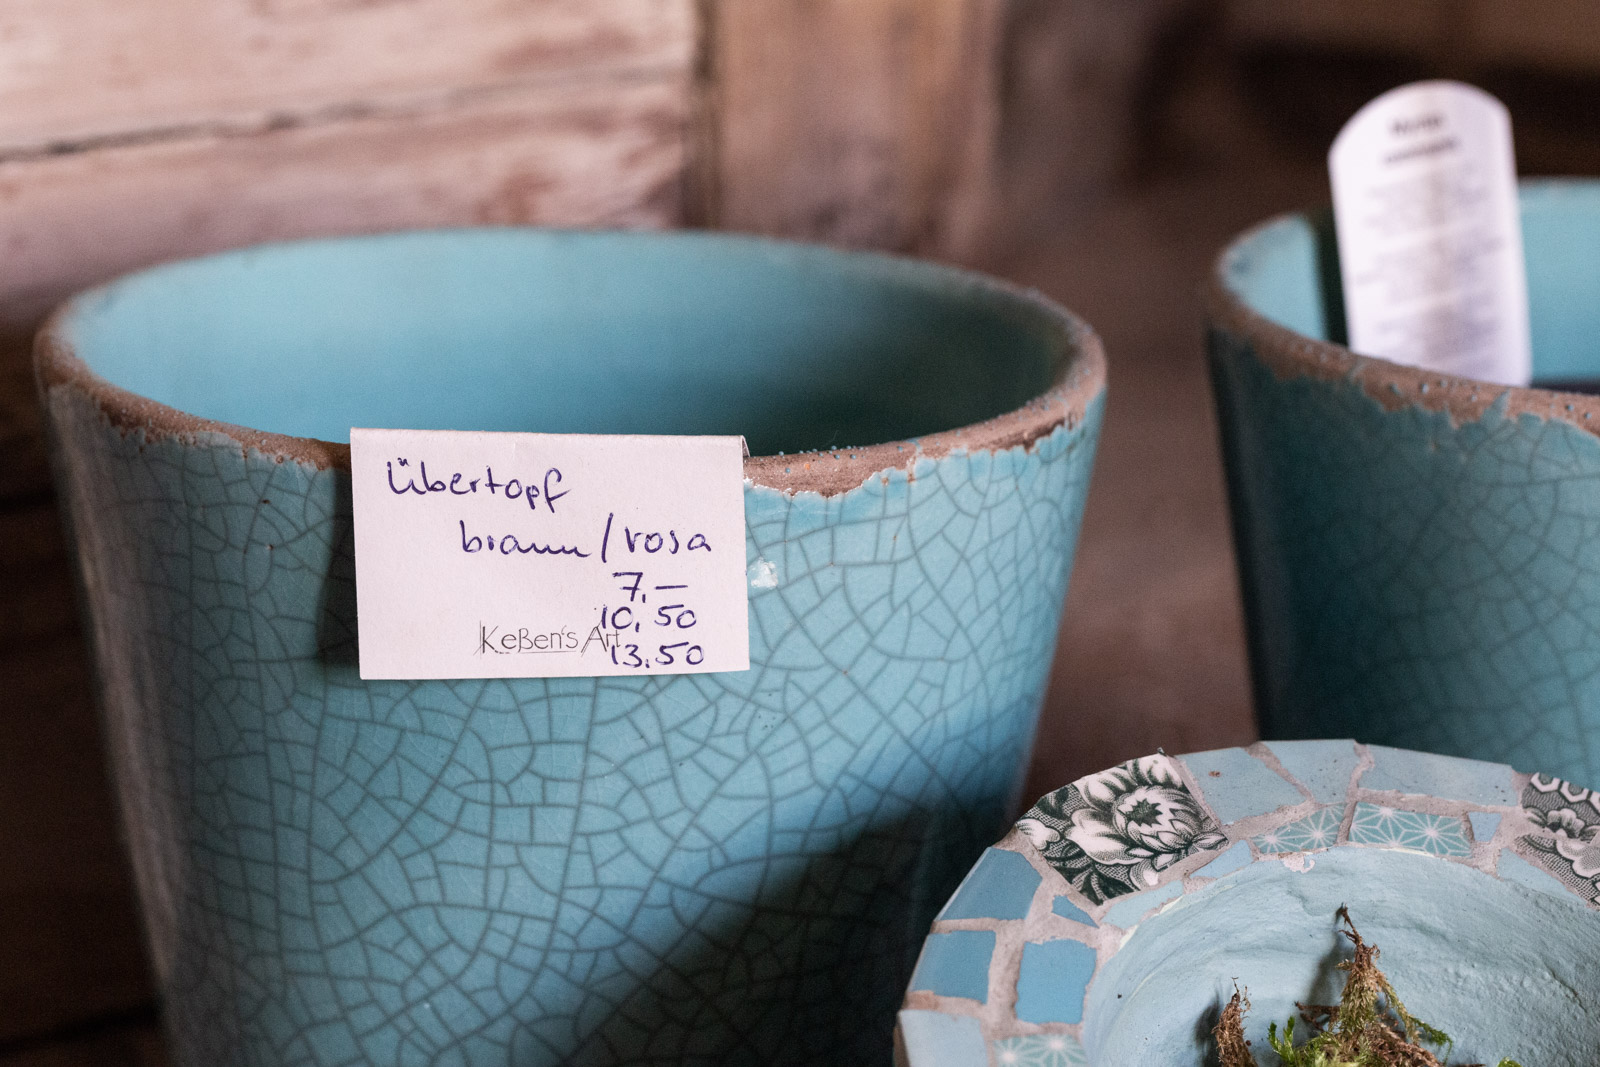 Übertopf
braun/rosa
7,—
10,50
Keßen's Art
13.50